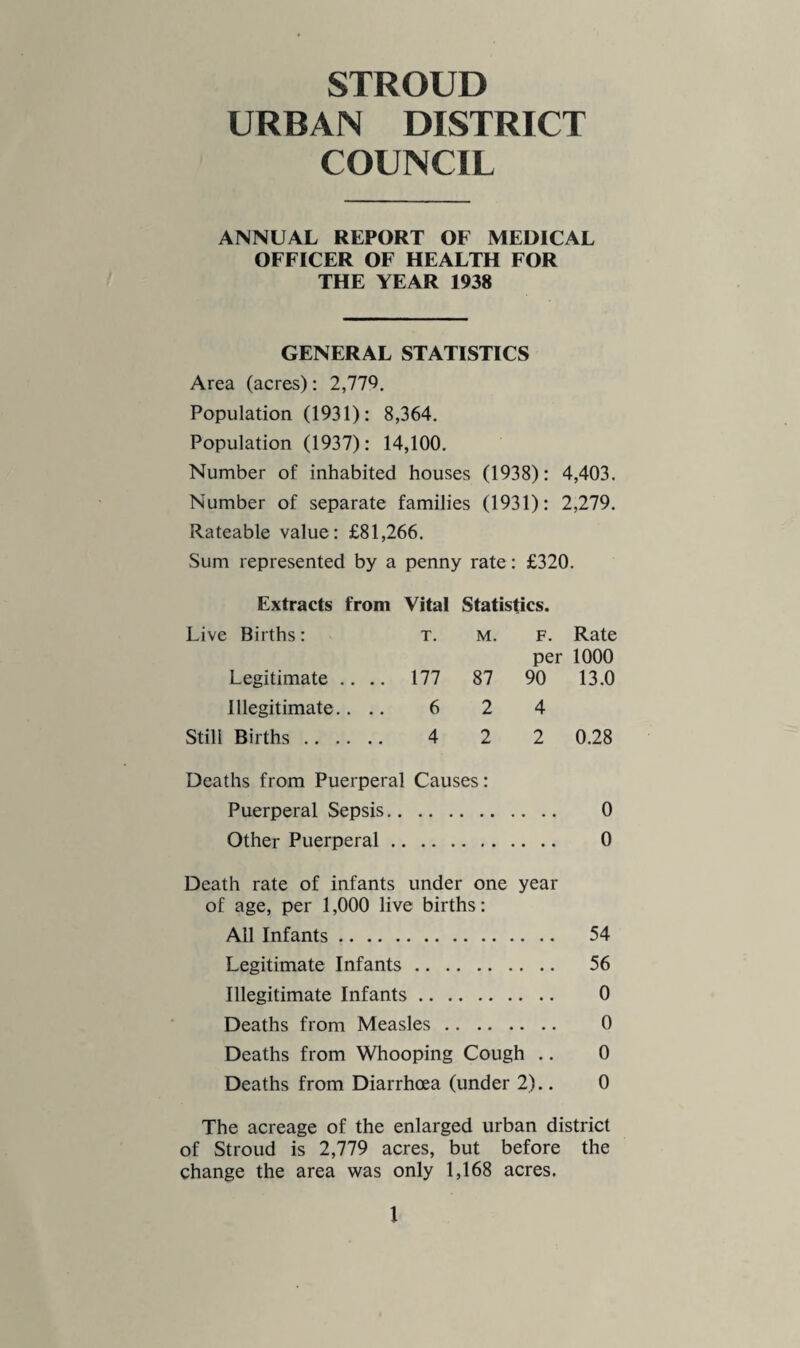 STROUD
URBAN DISTRICT
COUNCIL
ANNUAL REPORT OF MEDICAL
OFFICER OF HEALTH FOR
THE YEAR 1938
GENERAL STATISTICS
Area (acres): 2,779.
Population (1931): 8,364.
Population (1937): 14,100.
Number of inhabited houses (1938): 4,403.
Number of separate families (1931): 2,279.
Rateable value: £81,266.
Sum represented by a penny rate: £320.
Extracts from Vital Statistics.
Live Births: T. M. F. Rate
per 1000
Legitimate .. .. 177 87 90 13.0
Illegitimate.. .. 6 2 4
Still Births .. .. .. 4 2 2 0.28
Deaths from Puerperal Causes:
Puerperal Sepsis.. .. .. .. .. .. 0
Other Puerperal .. .. .. .. .. .. 0
Death rate of infants under one year
of age, per 1,000 live births:
All Infants .. .. .. .. .. .. .. .. 54
Legitimate Infants .. .. .. .. .. 56
Illegitimate Infants .. .. .. .. .. 0
Deaths from Measles .. .. .. .. 0
Deaths from Whooping Cough .. 0
Deaths from Diarrhœa (under 2).. 0
The acreage of the enlarged urban district
of Stroud is 2,779 acres, but before the
change the area was only 1,168 acres.
1